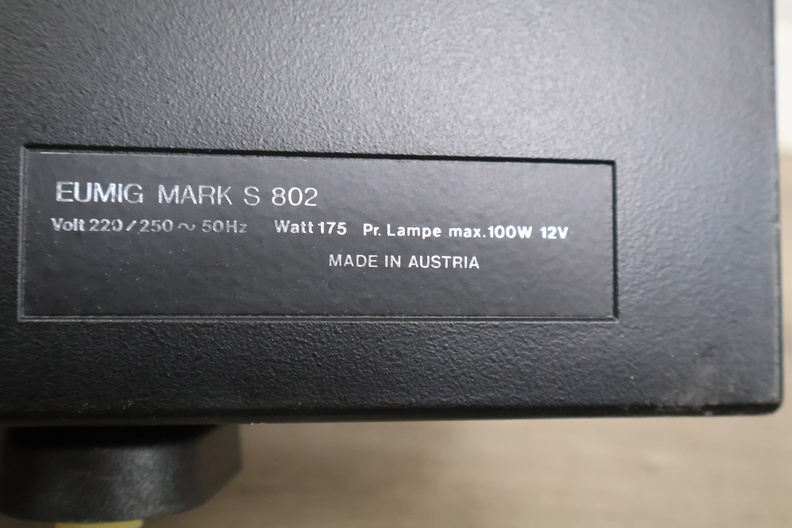 EUMIG MARK S 802
Volt 220/250 ~ 50Hz Watt 175 Pr. Lampe max.100W 12V
MADE IN AUSTRIA